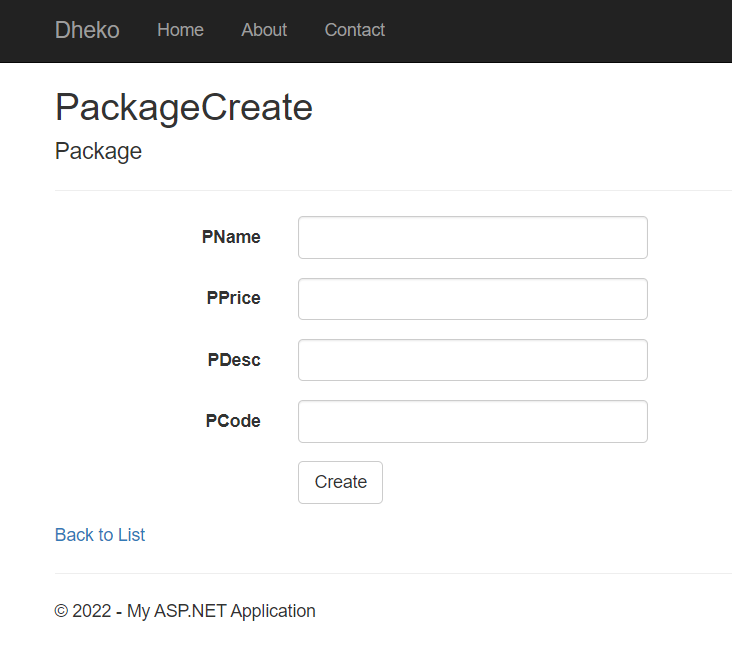 Dheko Home About Contact
PackageCreate
Package
PName
PPrice
PDesc
PCode
Create
Back to List
© 2022 - My ASP.NET Application